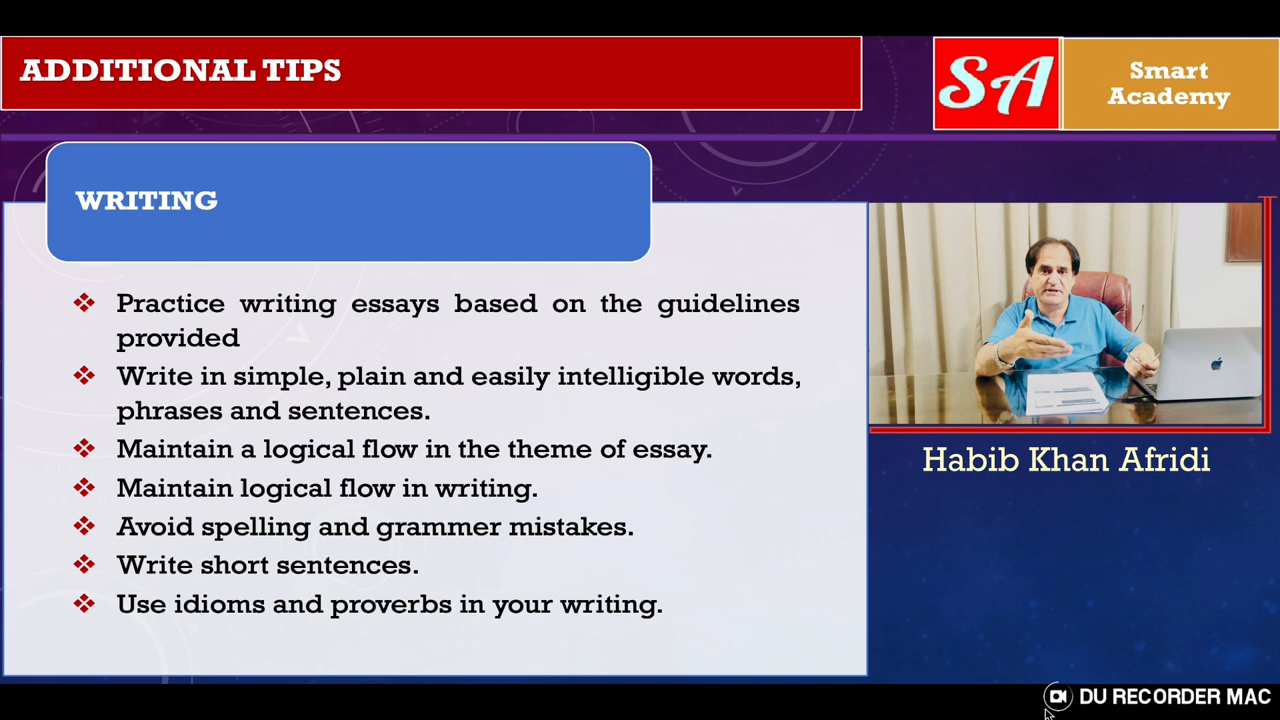 ADDITIONAL TIPS
SA
Smart
Academy
WRITING
❖ Practice writing essays based on the guidelines
provided
❖ Write in simple, plain and easily intelligible words,
phrases and sentences.
❖ Maintain a logical flow in the theme of essay.
❖ Maintain logical flow in writing.
❖ Avoid spelling and grammer mistakes.
❖ Write short sentences.
❖ Use idioms and proverbs in your writing.
Habib Khan Afridi
DU RECORDER MAC